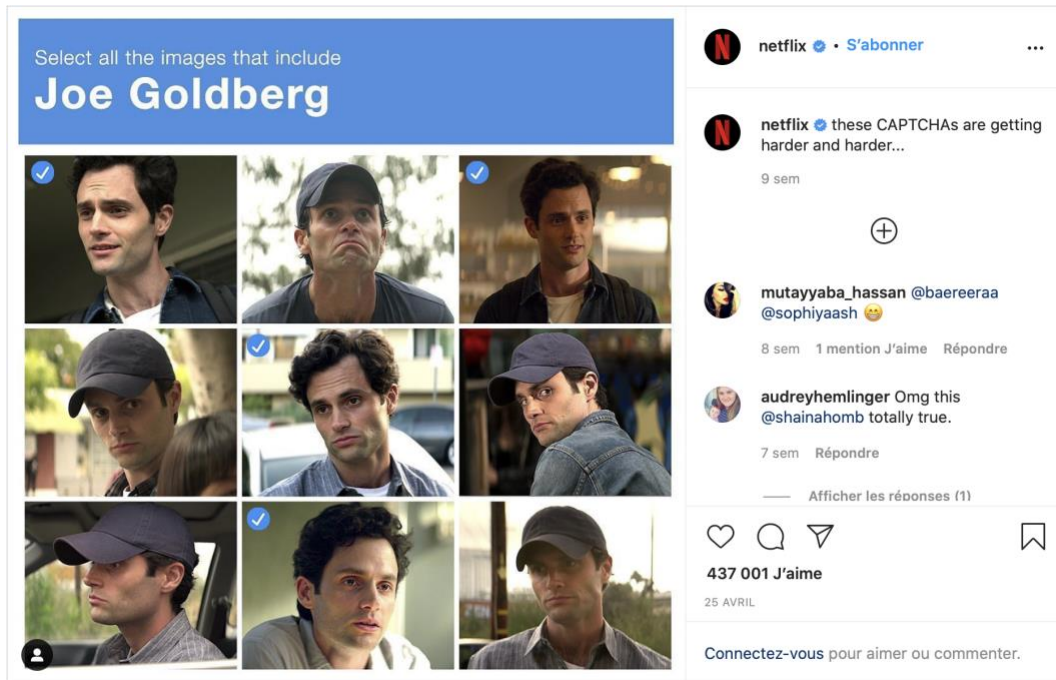 Select all the images that include
Joe Goldberg
netflix • S'abonner
netflix these CAPTCHAs are getting
harder and harder...
9 sem
mutayyaba_hassan @baereeraa
@sophiyaash 😁
8 sem 1 mention J'aime Répondre
audreyhemlinger Omg this
@shainahomb totally true.
7 sem Répondre
Afficher les réponses (1)
437 001 J'aime
25 AVRIL
Connectez-vous pour aimer ou commenter.